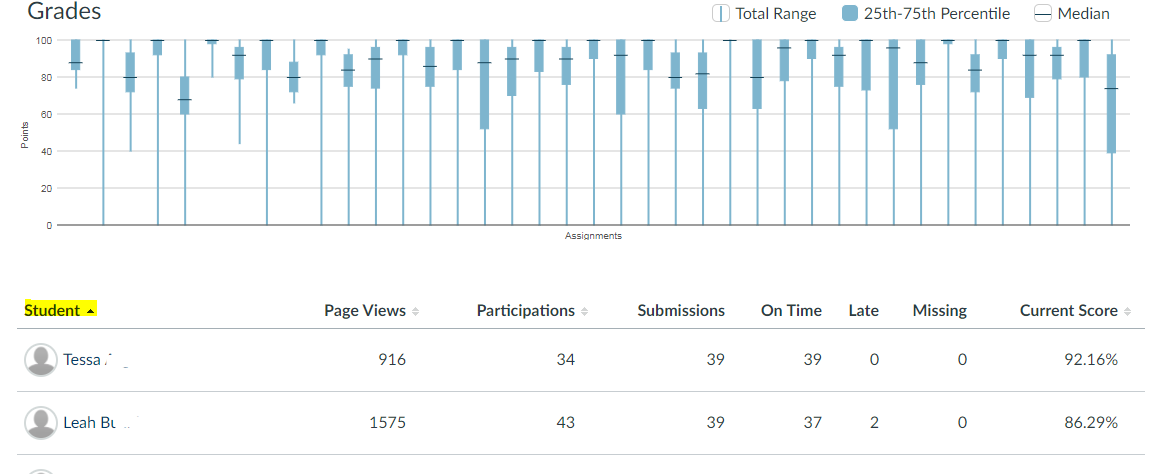 Grades
Total Range 25th-75th Percentile Median
100
80
60
40
20
0
Points
Assignments
Student Page Views Participations Submissions On Time Late Missing Current Score
Tessa 916 34 39 39 0 0 92.16%
Leah 1575 43 39 37 2 0 86.29%